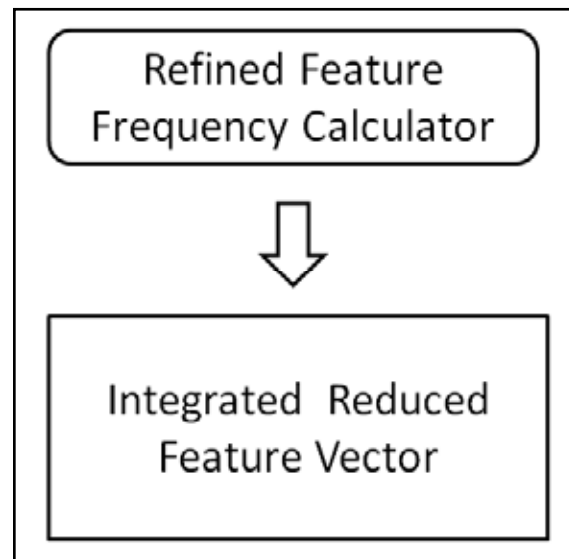 Refined Feature
Frequency Calculator
Integrated Reduced
Feature Vector